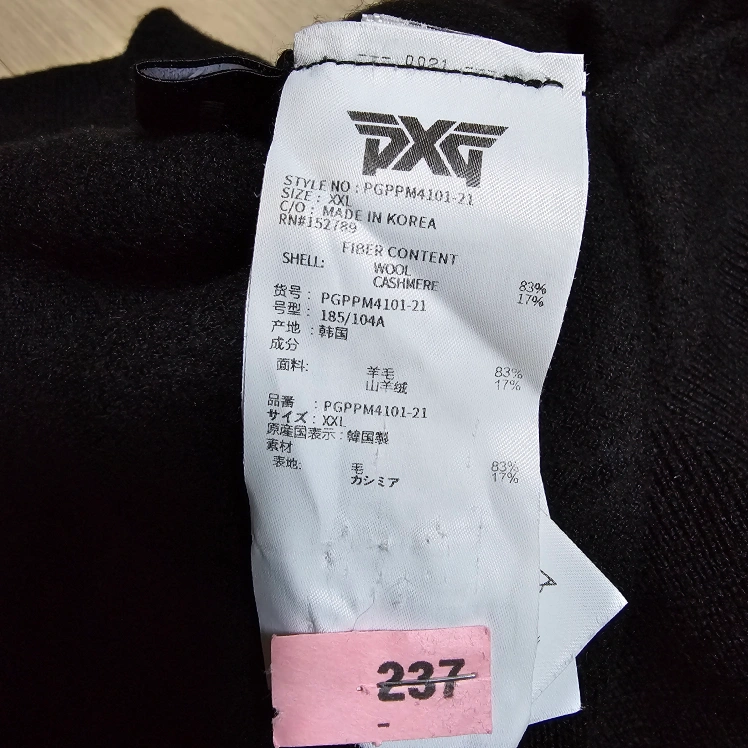 --- 0021 ---
PXG
STYLE NO : PGPPM4101-21
SIZE : XXL
C/O : MADE IN KOREA
RN#152789
FIBER CONTENT
SHELL: WOOL 83%
CASHMERE 17%
货号 : PGPPM4101-21
号型 : 185/104A
产地 : 韩国
成分
面料: 羊毛 83%
山羊绒 17%
品番 : PGPPM4101-21
サイズ : XXL
原産国表示 : 韓国製
素材
表地: 毛 83%
カシミア 17%
237
-